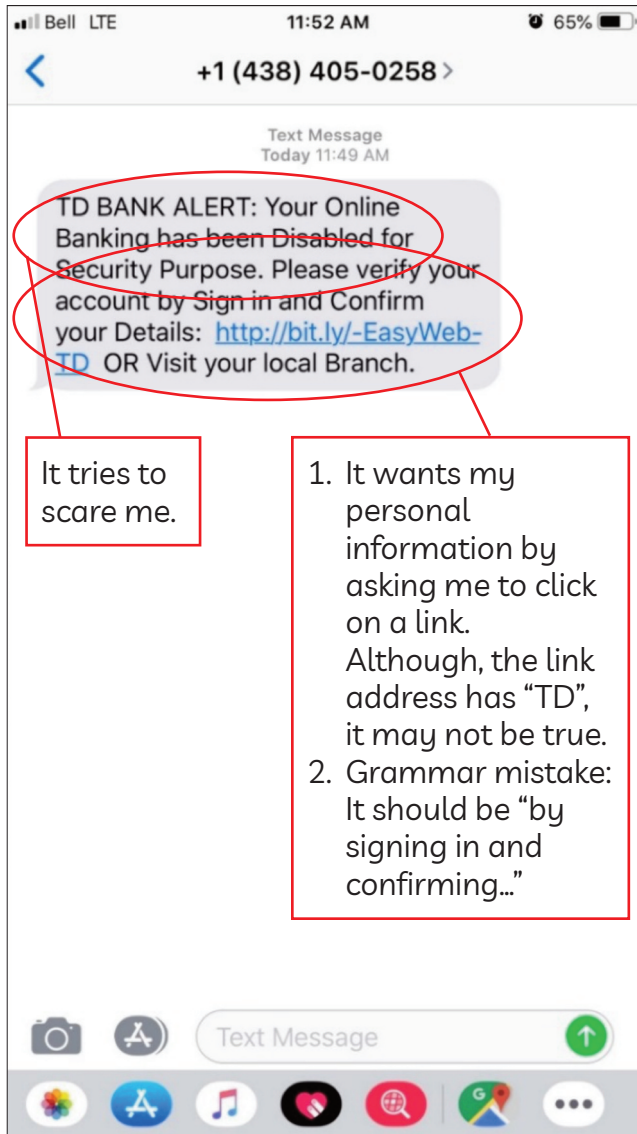 Bell LTE 11:52 AM 65%
+1 (438) 405-0258 >
Text Message
Today 11:49 AM
TD BANK ALERT: Your Online
Banking has been Disabled for
Security Purpose. Please verify your
account by Sign in and Confirm
your Details: http://bit.ly/-EasyWeb-
TD OR Visit your local Branch.
It tries to
scare me.
1. It wants my
personal
information by
asking me to click
on a link.
Although, the link
address has “TD”,
it may not be true.
2. Grammar mistake:
It should be “by
signing in and
confirming...”
Text Message
G